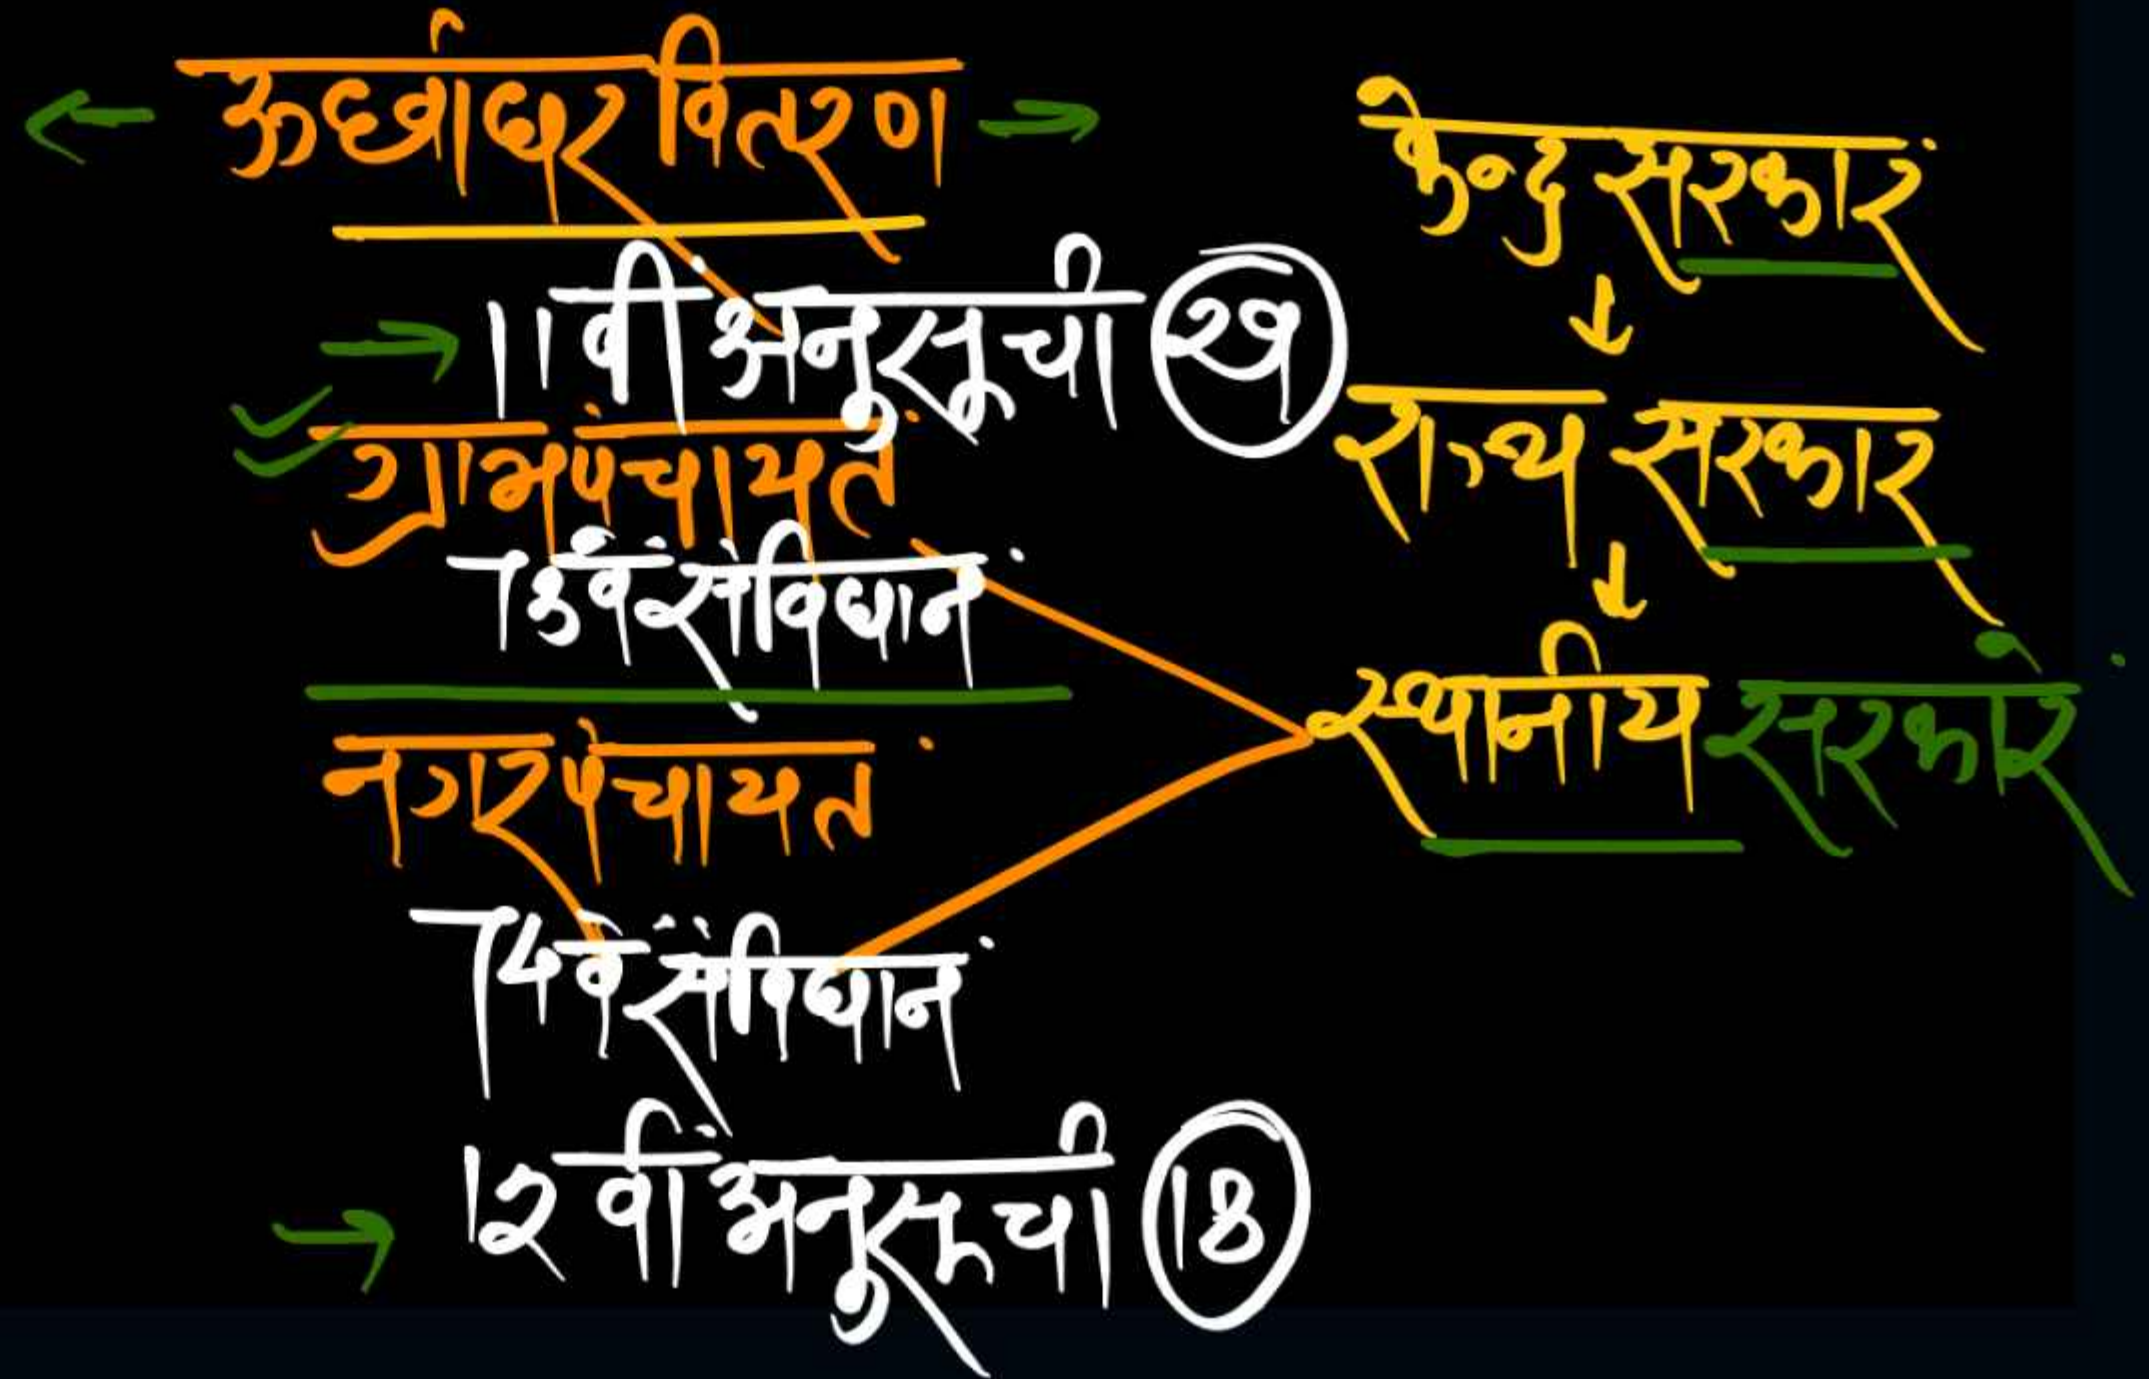 ऊर्ध्वाधर वितरण
11वीं अनुसूची 29
ग्रामपंचायतं
73वें संविधानं
नगरपंचायतं
74वें संविधानं
12वीं अनुसूची 18
केन्द्र सरकारं
↓
राज्य सरकार
↓
स्थानीय सरकारें